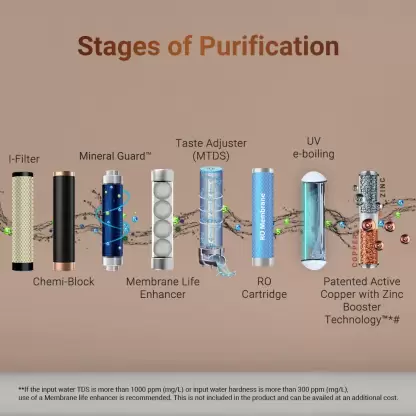 Stages of Purification
I-Filter
Mineral Guard™
Taste Adjuster
(MTDS)
UV
e-boiling
RO Membrane
ZINC
COPPER
Chemi-Block
Membrane Life
Enhancer
RO
Cartridge
Patented Active
Copper with Zinc
Booster
Technology™*#
**If the input water TDS is more than 1000 ppm (mg/L) or input water hardness is more than 300 ppm (mg/L),
use of a Membrane life enhancer is recommended. This is not included in the product and can be availed at an additional cost.